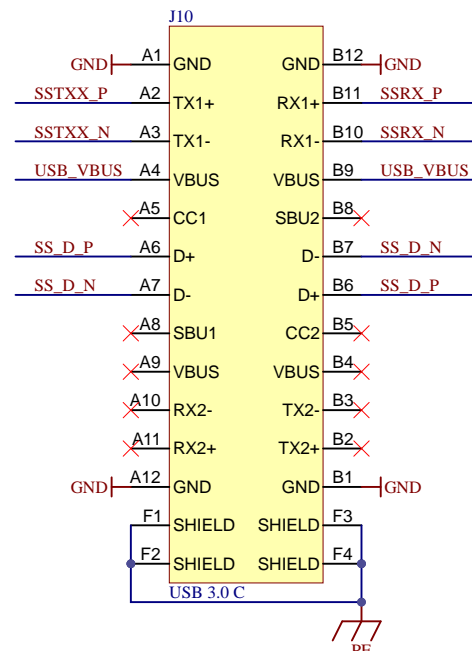 J10
GND A1 GND GND B12 GND
SSTXX_P A2 TX1+ RX1+ B11 SSRX_P
SSTXX_N A3 TX1- RX1- B10 SSRX_N
USB_VBUS A4 VBUS VBUS B9 USB_VBUS
A5 CC1 SBU2 B8
SS_D_P A6 D+ D- B7 SS_D_N
SS_D_N A7 D- D+ B6 SS_D_P
A8 SBU1 CC2 B5
A9 VBUS VBUS B4
A10 RX2- TX2- B3
A11 RX2+ TX2+ B2
GND A12 GND GND B1 GND
F1 SHIELD SHIELD F3
F2 SHIELD SHIELD F4
USB 3.0 C